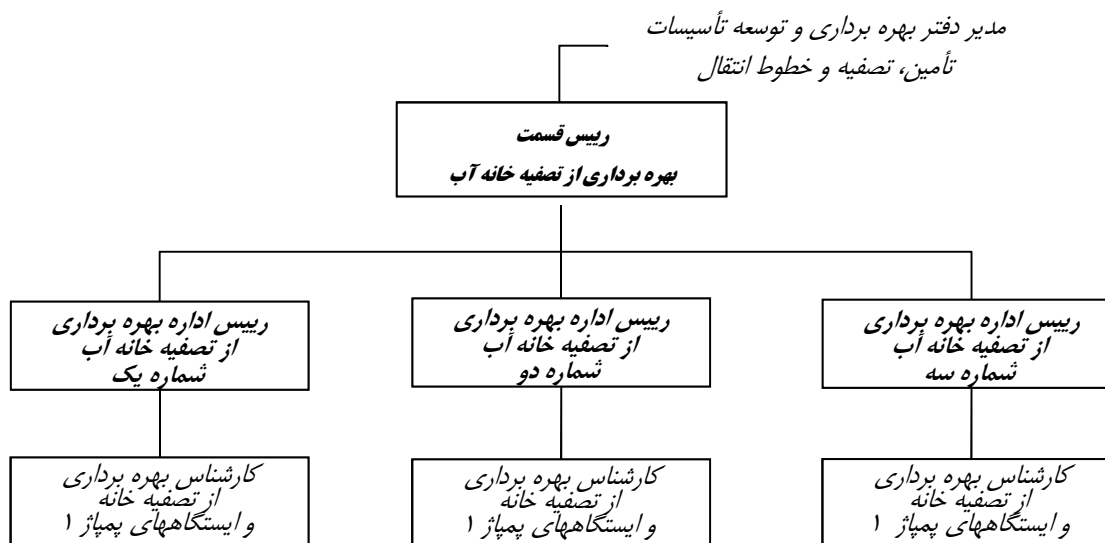 مدیر دفتر بهره برداری و توسعه تأسیسات
تأمین، تصفیه و خطوط انتقال
رییس قسمت
بهره برداری از تصفیه خانه آب
رییس اداره بهره برداری
از تصفیه خانه آب
شماره سه
رییس اداره بهره برداری
از تصفیه خانه آب
شماره دو
رییس اداره بهره برداری
از تصفیه خانه آب
شماره یک
کارشناس بهره برداری
از تصفیه خانه
و ایستگاههای پمپاژ ۱
کارشناس بهره برداری
از تصفیه خانه
و ایستگاههای پمپاژ ۱
کارشناس بهره برداری
از تصفیه خانه
و ایستگاههای پمپاژ ۱